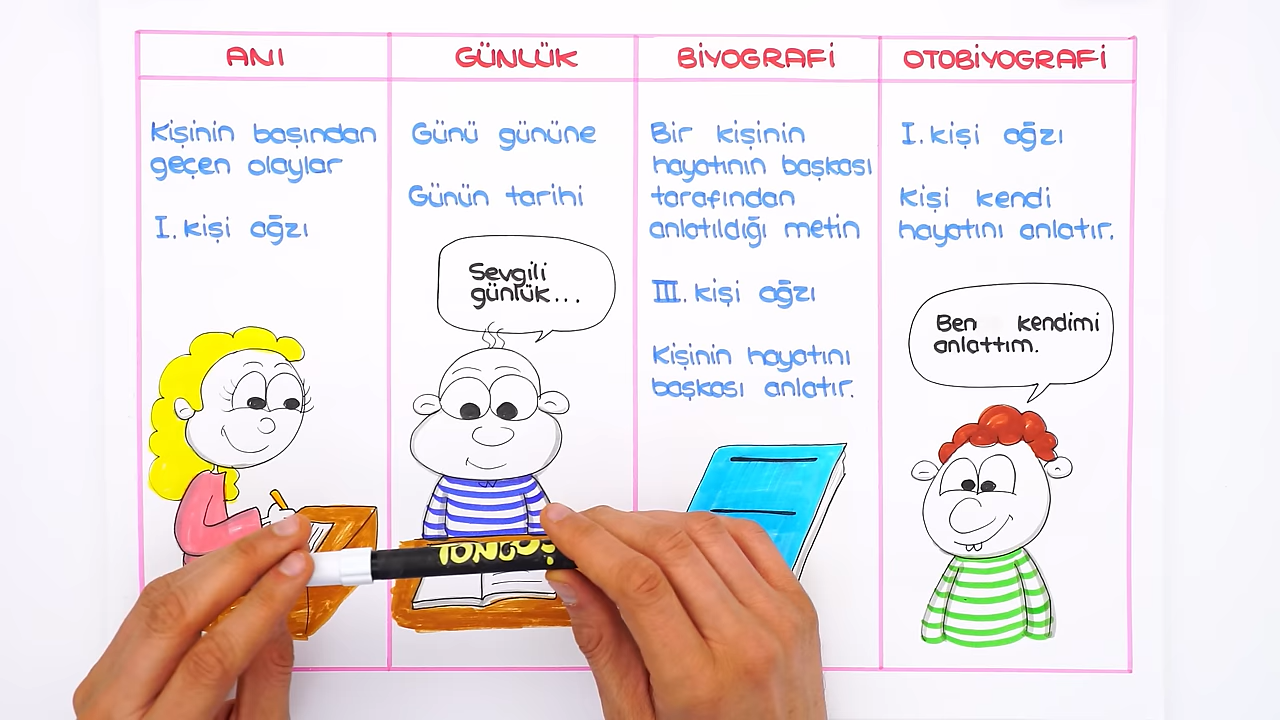 ANI
Kişinin başından
geçen olaylar
I. kişi ağzı
GÜNLÜK
Günü gününe
Günün tarihi
Sevgili
günlük...
BİYOGRAFİ
Bir kişinin
hayatının başkası
tarafından
anlatıldığı metin
III. kişi ağzı
Kişinin hayatını
başkası anlatır.
OTOBİYOGRAFİ
I. kişi ağzı
Kişi kendi
hayatını anlatır.
Ben kendimi
anlattım.